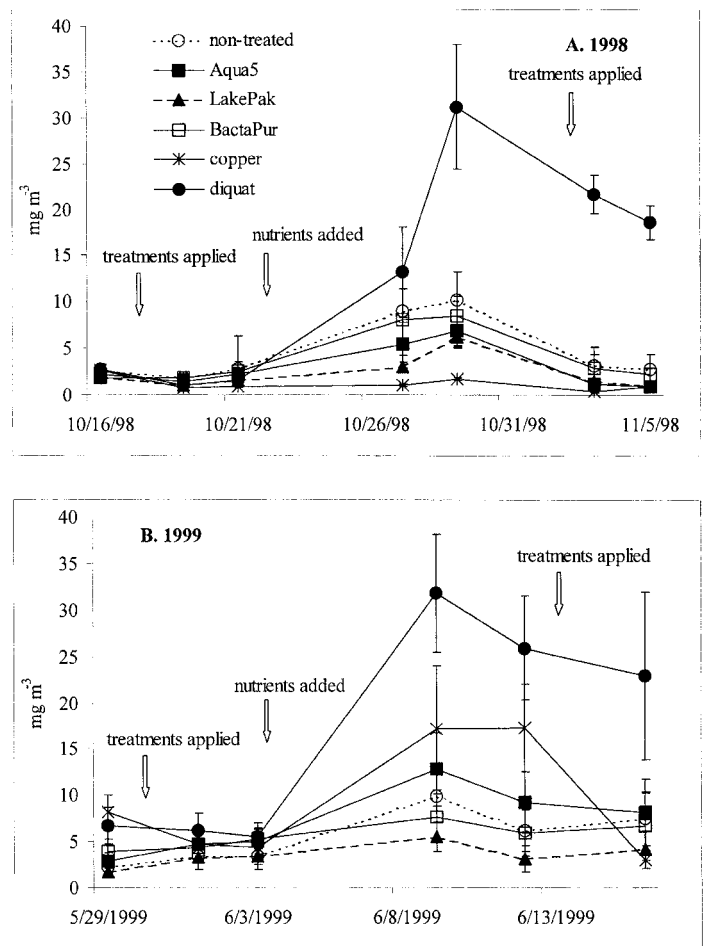 40
35
30
25
20
15
10
5
0
mg m-3
non-treated
Aqua5
LakePak
BactaPur
copper
diquat
A. 1998
treatments applied
nutrients added
treatments applied
10/16/98 10/21/98 10/26/98 10/31/98 11/5/98
40
35
30
25
20
15
10
5
0
mg m-3
B. 1999
treatments applied
nutrients added
treatments applied
5/29/1999 6/3/1999 6/8/1999 6/13/1999